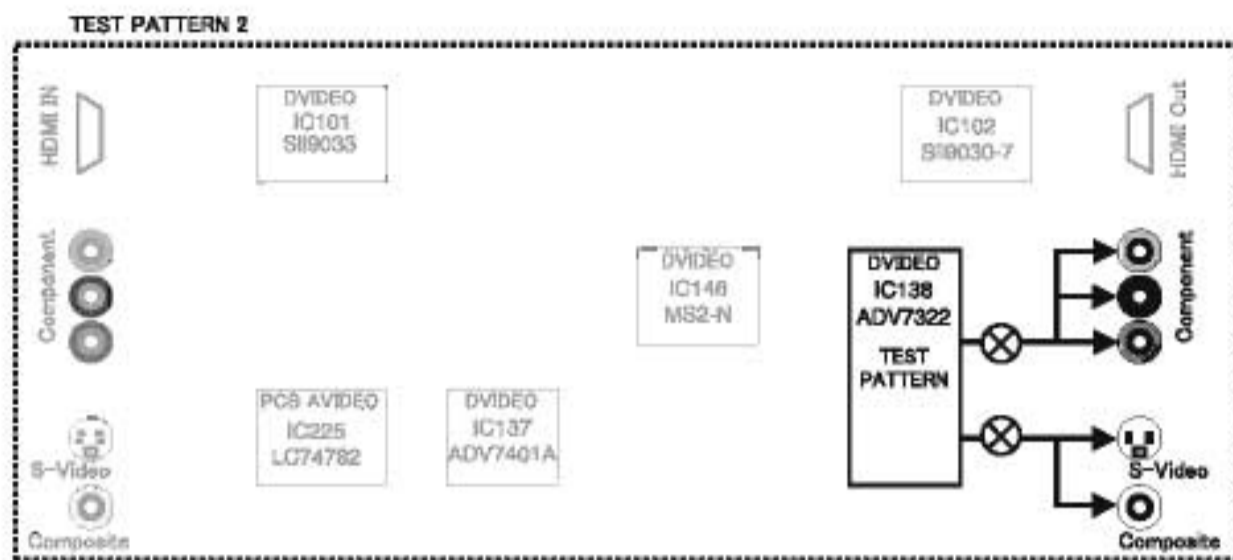 TEST PATTERN 2
HDMI IN
DVIDEO
IC101
SII9033
DVIDEO
IC102
SII9030-7
HDMI Out
Component
DVIDEO
IC146
MS2-N
DVIDEO
IC138
ADV7322
TEST
PATTERN
Component
PCB AVIDEO
IC225
LC74782
DVIDEO
IC137
ADV7401A
S-Video
S-Video
Composite
Composite